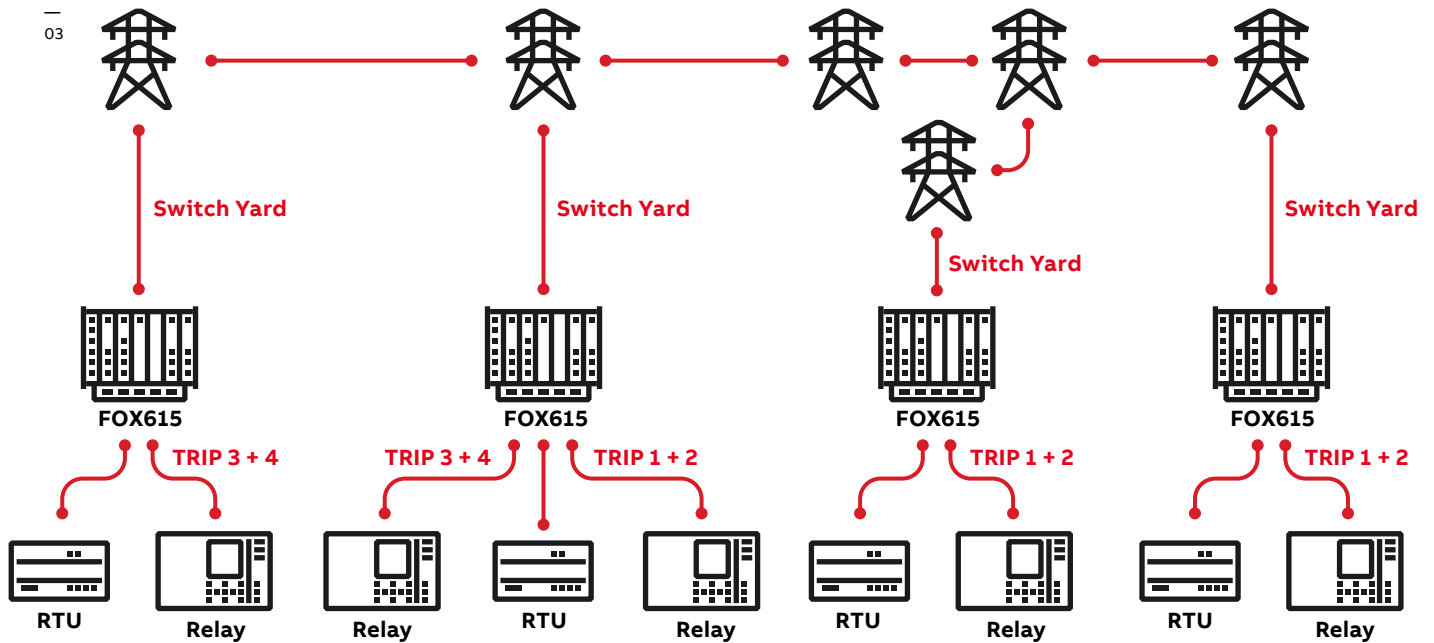 —
03
Switch Yard
Switch Yard
Switch Yard
Switch Yard
FOX615
FOX615
FOX615
FOX615
TRIP 3 + 4
TRIP 3 + 4
TRIP 1 + 2
TRIP 1 + 2
TRIP 1 + 2
RTU
Relay
Relay
RTU
Relay
RTU
Relay
RTU
Relay